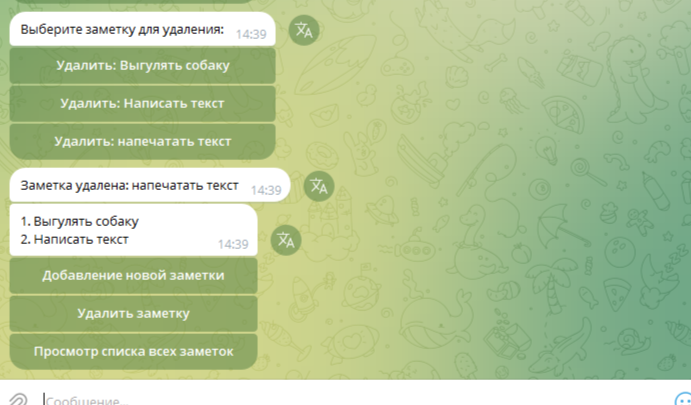 Выберите заметку для удаления:
14:39
Удалить: Выгулять собаку
Удалить: Написать текст
Удалить: напечатать текст
Заметка удалена: напечатать текст
14:39
1. Выгулять собаку
2. Написать текст
14:39
Добавление новой заметки
Удалить заметку
Просмотр списка всех заметок
Сообщение...